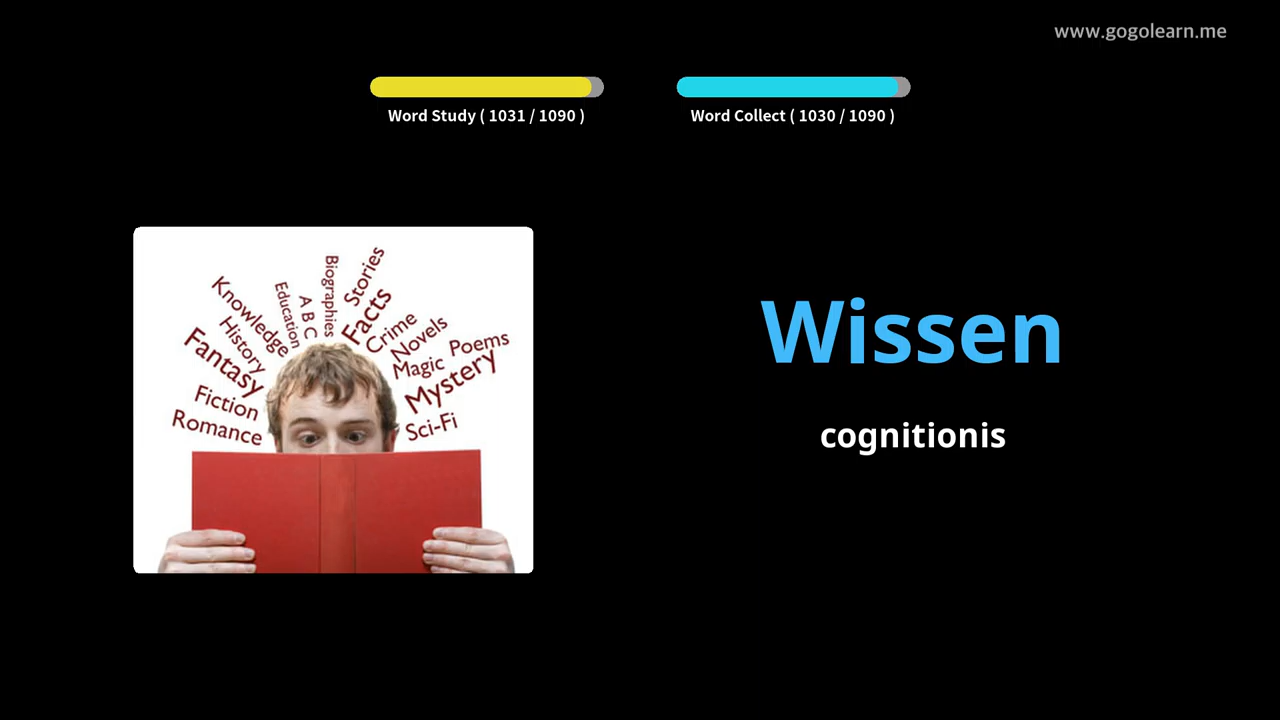 www.gogolearn.me
Word Study ( 1031 / 1090 )
Word Collect ( 1030 / 1090 )
Stories
Biographies
Facts
A B C
Education
Knowledge
Crime
History
Novels
Poems
Fantasy
Magic
Mystery
Fiction
Romance
Sci-Fi
Wissen
cognitionis